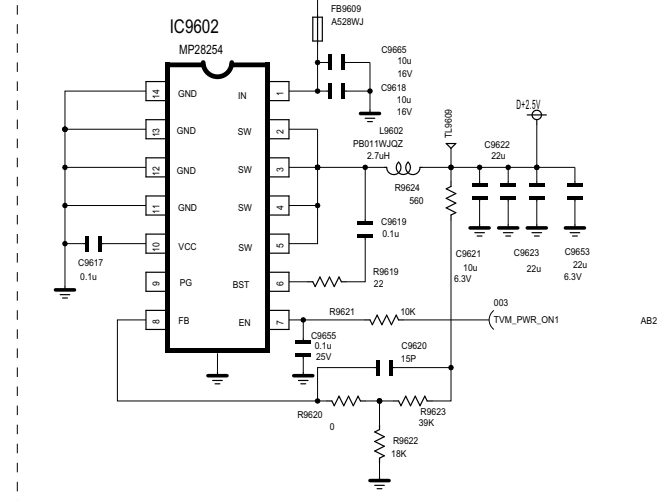 FB9609
A528WJ
IC9602
MP28254
C9665
10u
16V
C9618
10u
16V
14 GND
IN 1
13 GND
SW 2
12 GND
SW 3
11 GND
SW 4
10 VCC
SW 5
9 PG
BST 6
8 FB
EN 7
C9617
0.1u
L9602
PB011WJQZ
2.7uH
TL9609
D+2.5V
C9622
22u
R9624
560
C9619
0.1u
R9619
22
C9621
10u
6.3V
C9623
22u
C9653
22u
6.3V
R9621
10K
003
TVM_PWR_ON1
AB2
C9655
0.1u
25V
C9620
15P
R9620
0
R9623
39K
R9622
18K